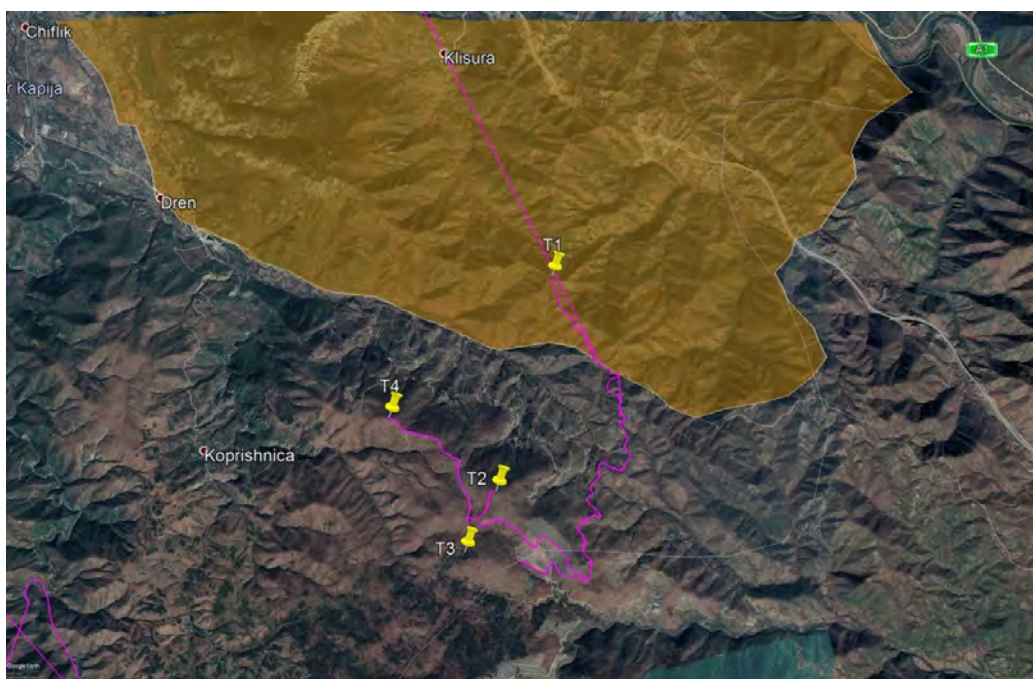 Chiflik
Klisura
A1
r Kapija
Dren
T1
T4
Koprishnica
T2
T3
Google Earth